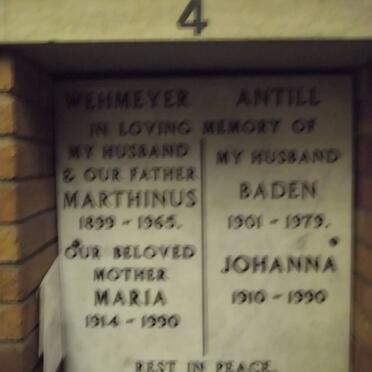 4
WEHMEYER ANTILL
IN LOVING MEMORY OF
MY HUSBAND
& OUR FATHER
MARTHINUS
1899 - 1965.
OUR BELOVED
MOTHER
MARIA
1914 - 1990
MY HUSBAND
BADEN
1901 - 1979.
JOHANNA
1910 - 1990
REST IN PEACE.